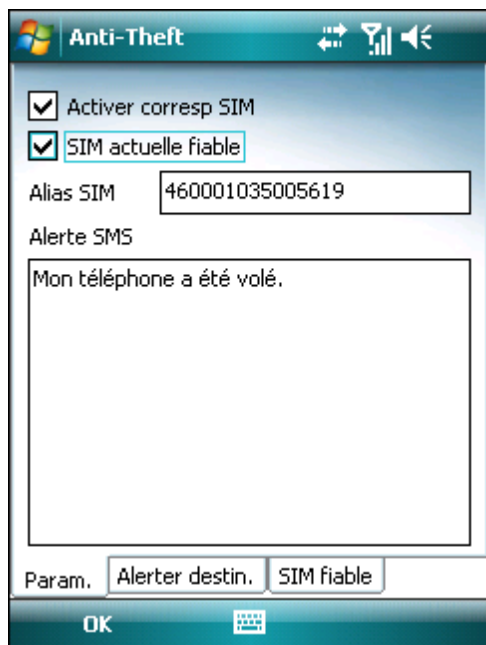 Anti-Theft
Activer corresp SIM
SIM actuelle fiable
Alias SIM 460001035005619
Alerte SMS
Mon téléphone a été volé.
Param. Alerter destin. SIM fiable
OK